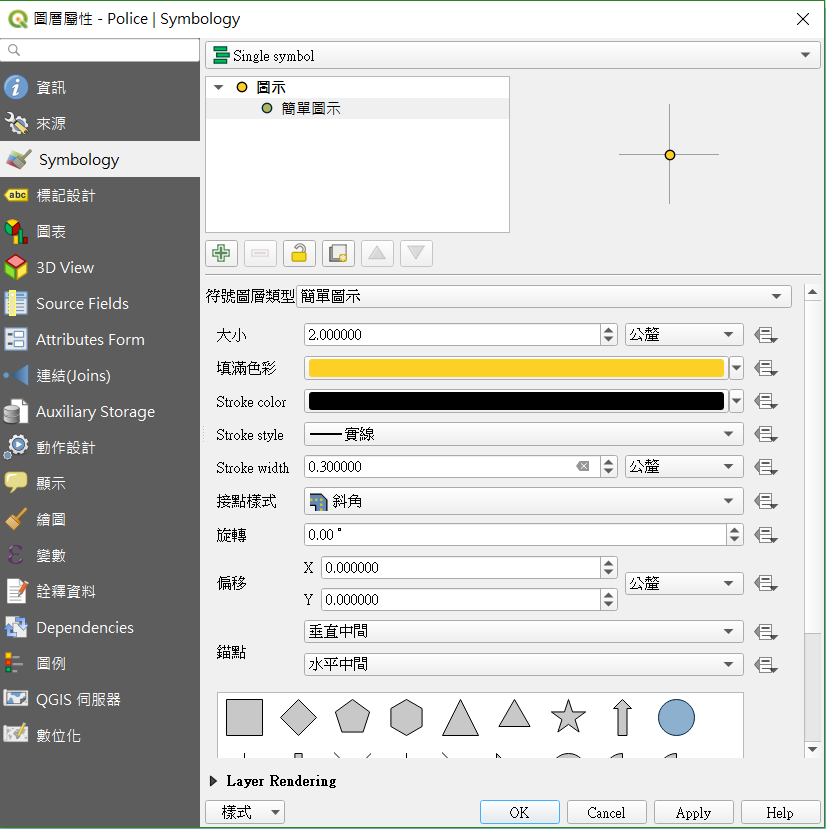 圖層屬性 - Police | Symbology
資訊
來源
Symbology
abc 標記設計
圖表
3D View
Source Fields
Attributes Form
連結(Joins)
Auxiliary Storage
動作設計
顯示
繪圖
ε 變數
詮釋資料
Dependencies
圖例
QGIS 伺服器
數位化
Single symbol
圖示
簡單圖示
符號圖層類型 簡單圖示
大小 2.000000 公釐
填滿色彩
Stroke color
Stroke style 實線
Stroke width 0.300000 公釐
接點樣式 斜角
旋轉 0.00 °
偏移 X 0.000000 公釐
Y 0.000000
錨點 垂直中間
水平中間
Layer Rendering
樣式 OK Cancel Apply Help